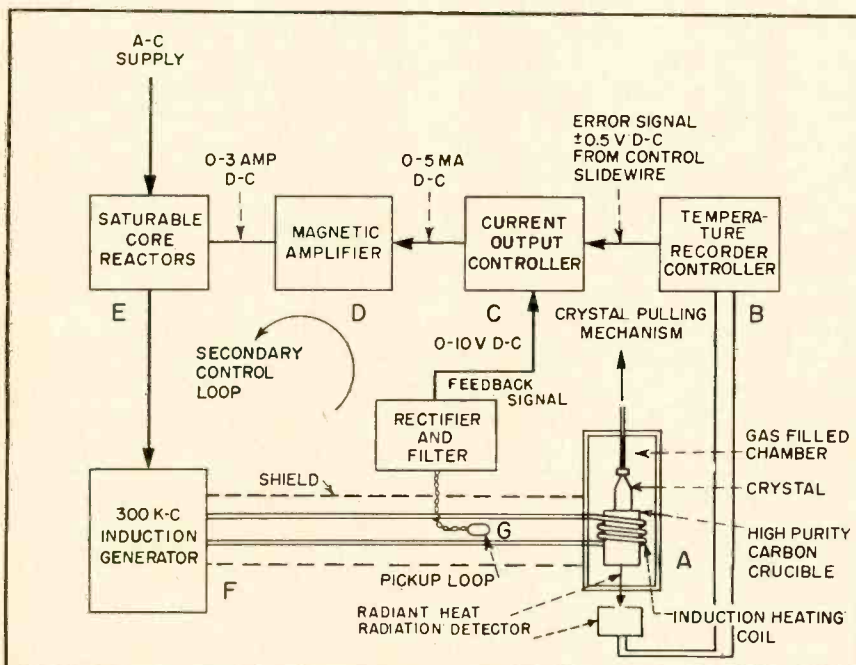 A-C
SUPPLY
0-3 AMP
D-C
0-5 MA
D-C
ERROR SIGNAL
±0.5 V D-C
FROM CONTROL
SLIDEWIRE
SATURABLE
CORE
REACTORS
MAGNETIC
AMPLIFIER
CURRENT
OUTPUT
CONTROLLER
TEMPERA-
TURE
RECORDER
CONTROLLER
E
D
C
B
CRYSTAL PULLING
MECHANISM
SECONDARY
CONTROL
LOOP
0-10 V D-C
FEEDBACK
SIGNAL
RECTIFIER
AND
FILTER
GAS FILLED
CHAMBER
CRYSTAL
SHIELD
300 K-C
INDUCTION
GENERATOR
G
HIGH PURITY
CARBON
CRUCIBLE
A
F
PICKUP LOOP
RADIANT HEAT
RADIATION DETECTOR
INDUCTION HEATING
COIL